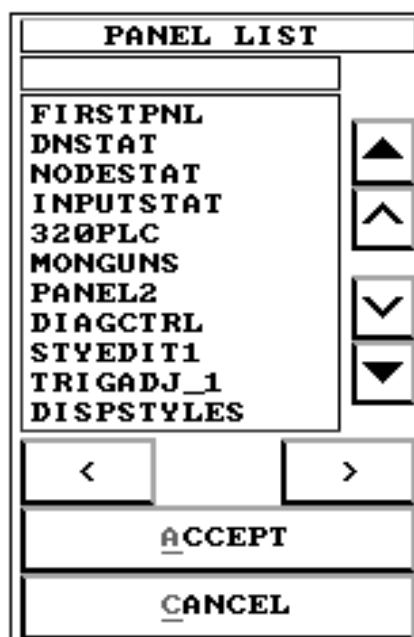 PANEL LIST
FIRSTPNL
DNSTAT
NODESTAT
INPUTSTAT
320PLC
MONGUNS
PANEL2
DIAGCTRL
STYEDIT1
TRIGADJ_1
DISPSTYLES
< >
ACCEPT
CANCEL